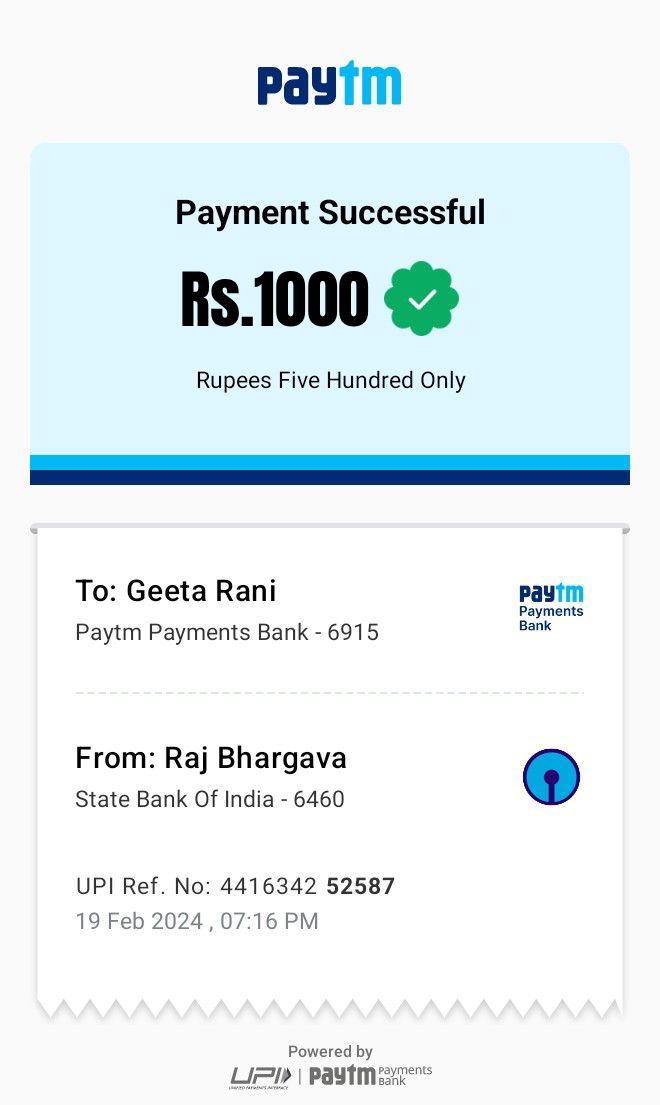 paytm
Payment Successful
Rs.1000
Rupees Five Hundred Only
To: Geeta Rani
Paytm Payments Bank - 6915
paytm
Payments
Bank
From: Raj Bhargava
State Bank Of India - 6460
UPI Ref. No: 4416342 52587
19 Feb 2024 , 07:16 PM
Powered by
UPI | paytm Payments Bank
UNIFIED PAYMENTS INTERFACE